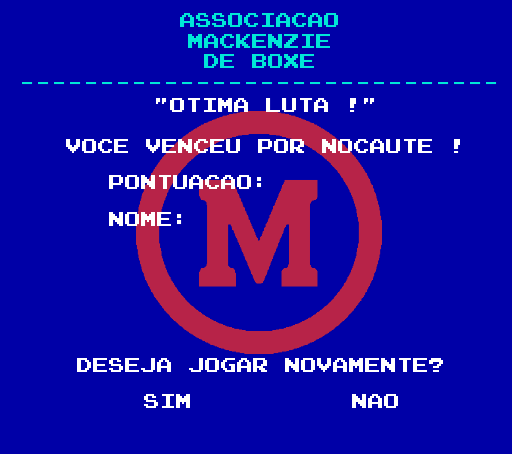 ASSOCIACAO
MACKENZIE
DE BOXE
"OTIMA LUTA !"
VOCE VENCEU POR NOCAUTE !
PONTUACAO:
NOME:
M
DESEJA JOGAR NOVAMENTE?
SIM NAO